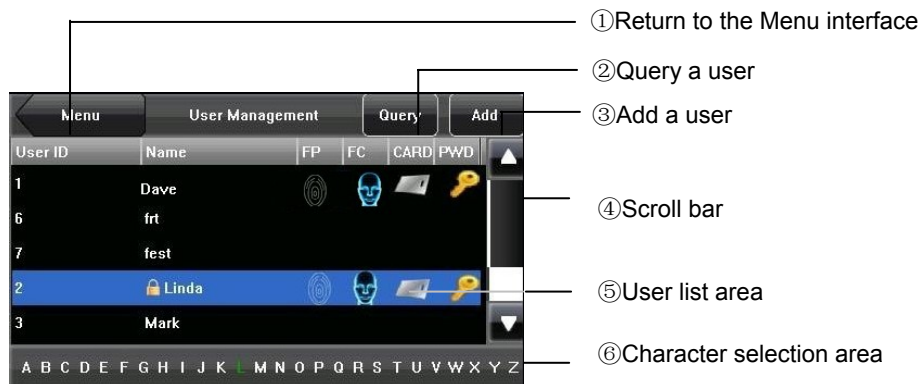 ①Return to the Menu interface
②Query a user
③Add a user
④Scroll bar
⑤User list area
⑥Character selection area
Menu User Management Query Add
User ID Name FP FC CARD PWD
1 Dave
6 frt
7 fest
2 Linda
3 Mark
A B C D E F G H I J K L M N O P Q R S T U V W X Y Z